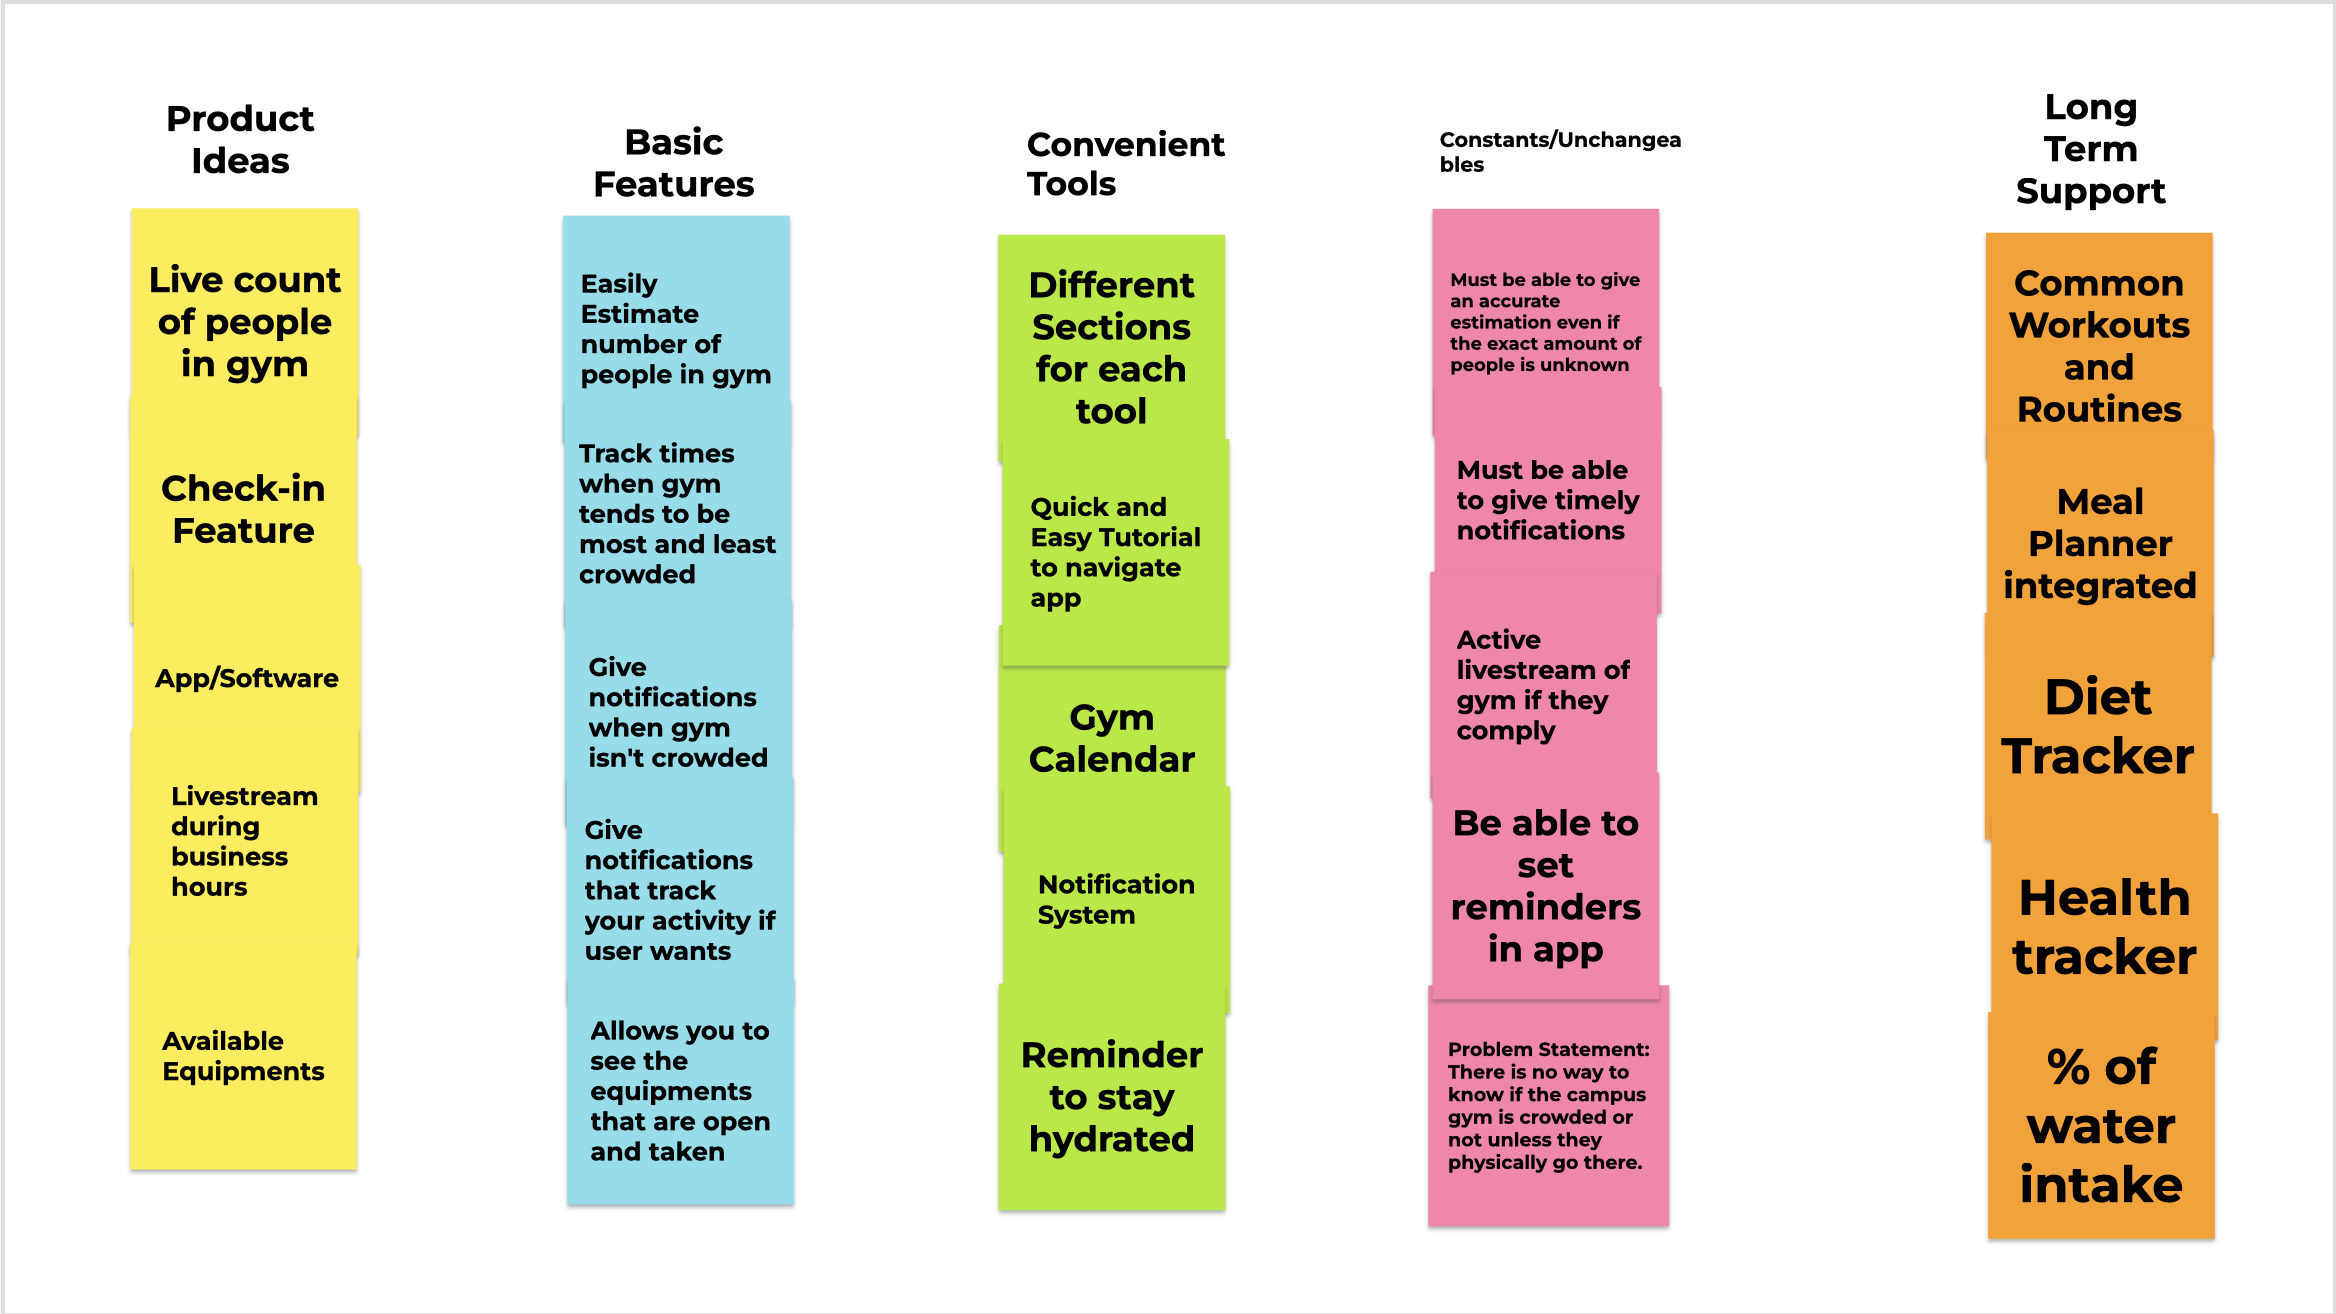 Product
Ideas
Live count
of people
in gym
Check-in
Feature
App/Software
Livestream
during
business
hours
Available
Equipments
Basic
Features
Easily
Estimate
number of
people in gym
Track times
when gym
tends to be
most and least
crowded
Give
notifications
when gym
isn't crowded
Give
notifications
that track
your activity if
user wants
Allows you to
see the
equipments
that are open
and taken
Convenient
Tools
Different
Sections
for each
tool
Quick and
Easy Tutorial
to navigate
app
Gym
Calendar
Notification
System
Reminder
to stay
hydrated
Constants/Unchangea
bles
Must be able to give
an accurate
estimation even if
the exact amount of
people is unknown
Must be able
to give timely
notifications
Active
livestream of
gym if they
comply
Be able to
set
reminders
in app
Problem Statement:
There is no way to
know if the campus
gym is crowded or
not unless they
physically go there.
Long
Term
Support
Common
Workouts
and
Routines
Meal
Planner
integrated
Diet
Tracker
Health
tracker
% of
water
intake